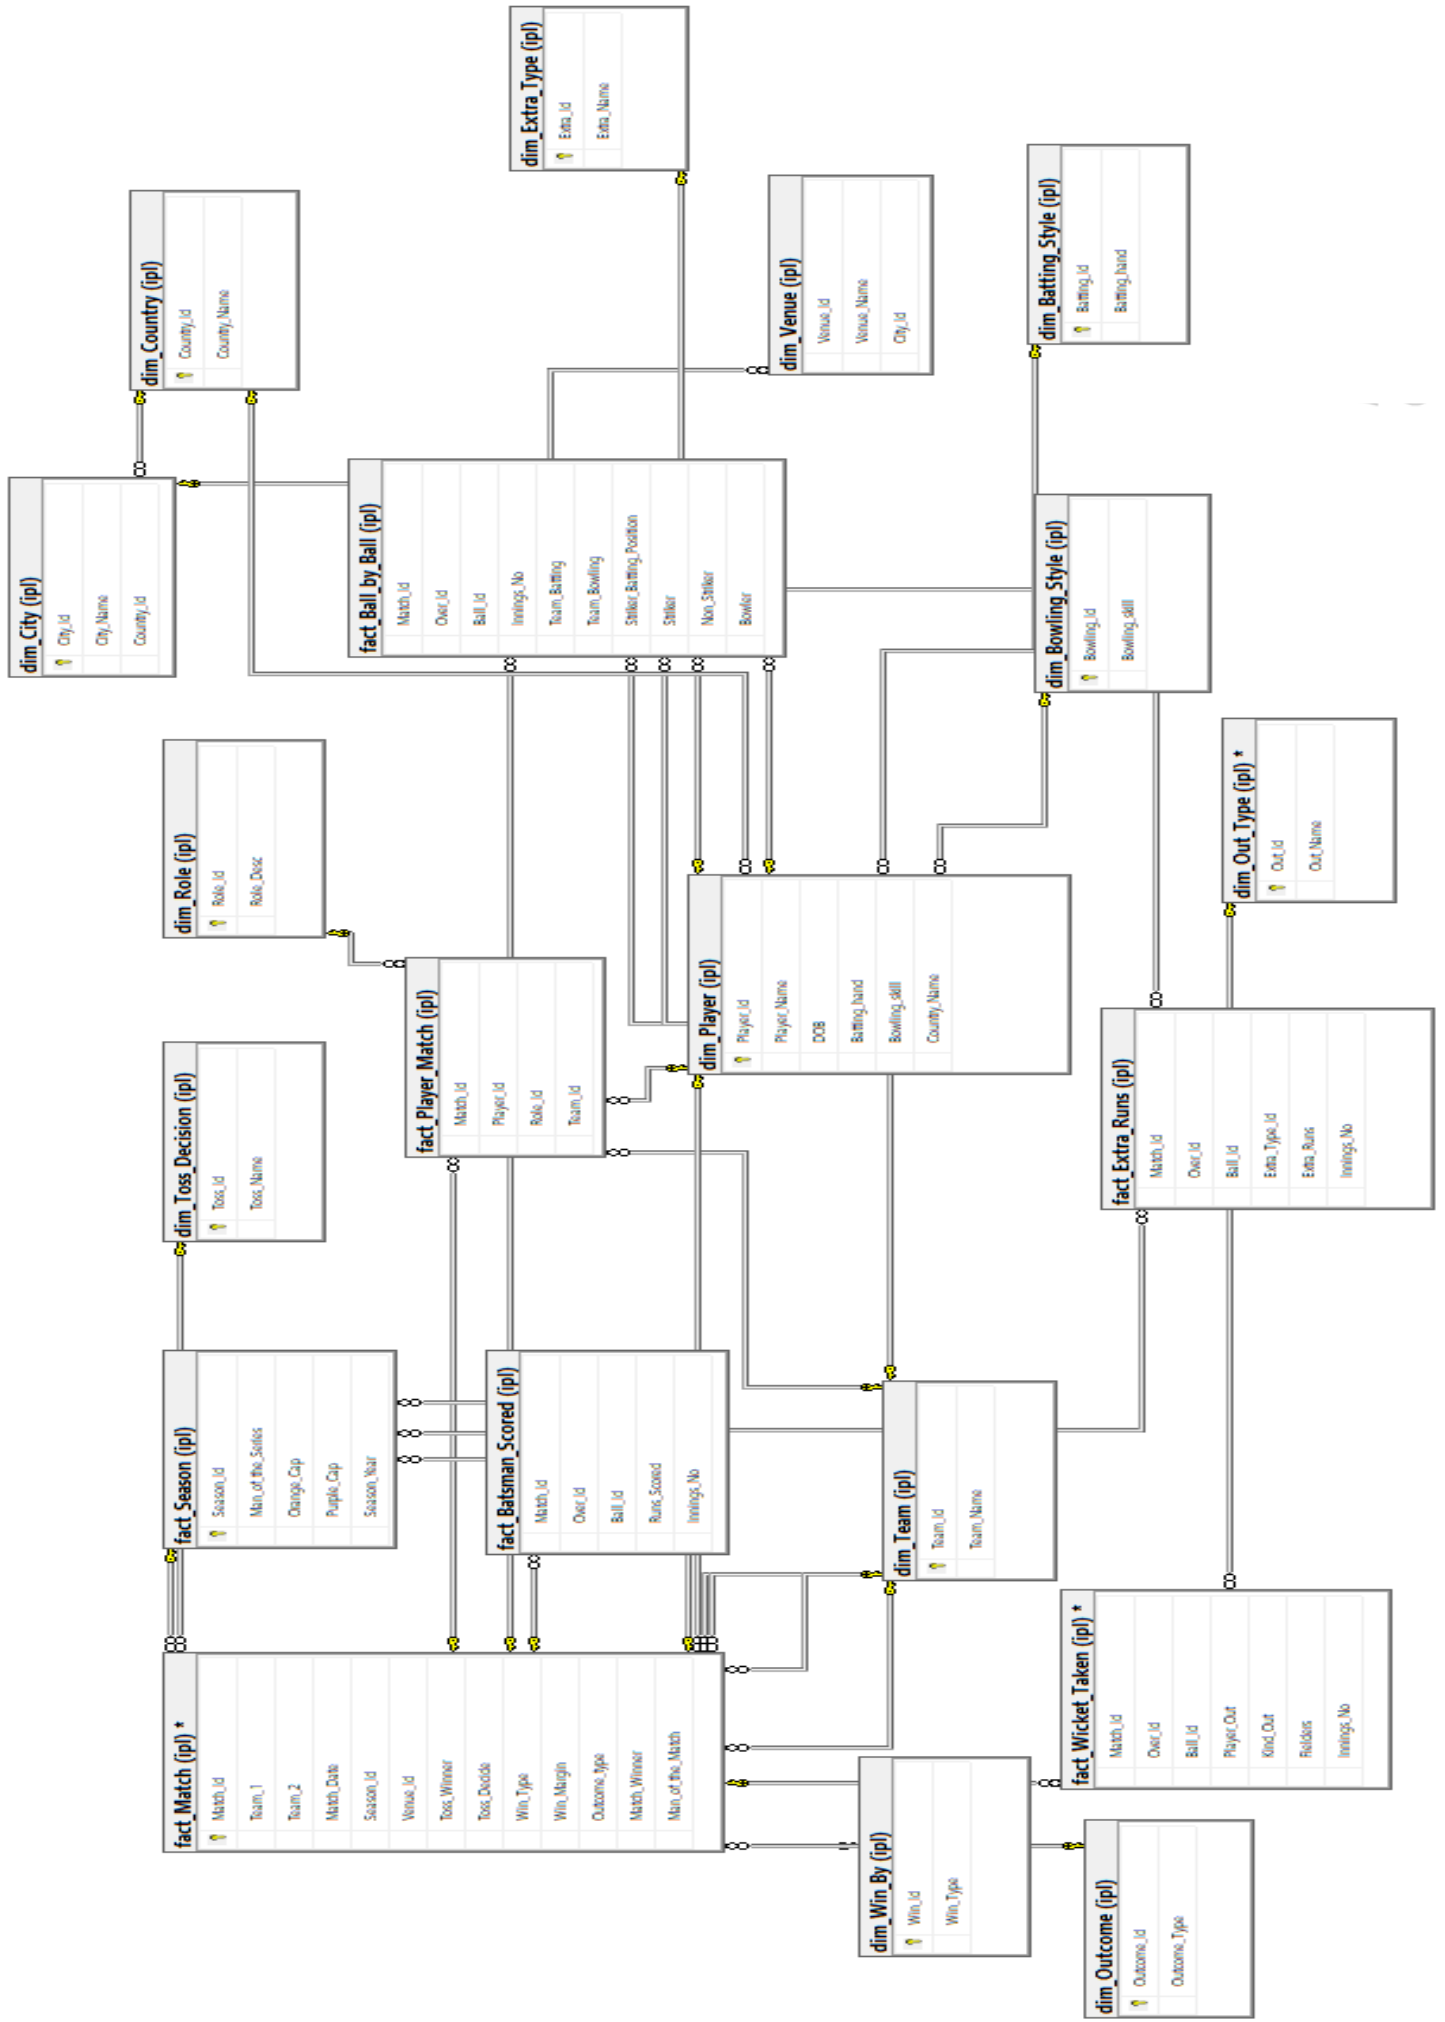 dim_City (ipl)
City_Id
City_Name
Country_Id
dim_Country (ipl)
Country_Id
Country_Name
dim_Extra_Type (ipl)
Extra_Id
Extra_Name
fact_Ball_by_Ball (ipl)
Match_Id
Over_Id
Ball_Id
Innings_No
Team_Batting
Team_Bowling
Striker_Batting_Position
Striker
Non_Striker
Bowler
dim_Venue (ipl)
Venue_Id
Venue_Name
City_Id
dim_Batting_Style (ipl)
Batting_Id
Batting_hand
dim_Bowling_Style (ipl)
Bowling_Id
Bowling_skill
dim_Role (ipl)
Role_Id
Role_Desc
dim_Toss_Decision (ipl)
Toss_Id
Toss_Name
fact_Player_Match (ipl)
Match_Id
Player_Id
Role_Id
Team_Id
dim_Player (ipl)
Player_Id
Player_Name
DOB
Batting_hand
Bowling_skill
Country_Name
dim_Out_Type (ipl) *
Out_Id
Out_Name
fact_Extra_Runs (ipl)
Match_Id
Over_Id
Ball_Id
Extra_Type_Id
Extra_Runs
Innings_No
fact_Season (ipl)
Season_Id
Man_of_the_Series
Orange_Cap
Purple_Cap
Season_Year
fact_Batsman_Scored (ipl)
Match_Id
Over_Id
Ball_Id
Runs_Scored
Innings_No
dim_Team (ipl)
Team_Id
Team_Name
fact_Match (ipl) *
Match_Id
Team_1
Team_2
Match_Date
Season_Id
Venue_Id
Toss_Winner
Toss_Decide
Win_Type
Win_Margin
Outcome_type
Match_Winner
Man_of_the_Match
fact_Wicket_Taken (ipl) *
Match_Id
Over_Id
Ball_Id
Player_Out
Kind_Out
Fielders
Innings_No
dim_Win_By (ipl)
Win_Id
Win_Type
dim_Outcome (ipl)
Outcome_Id
Outcome_Type